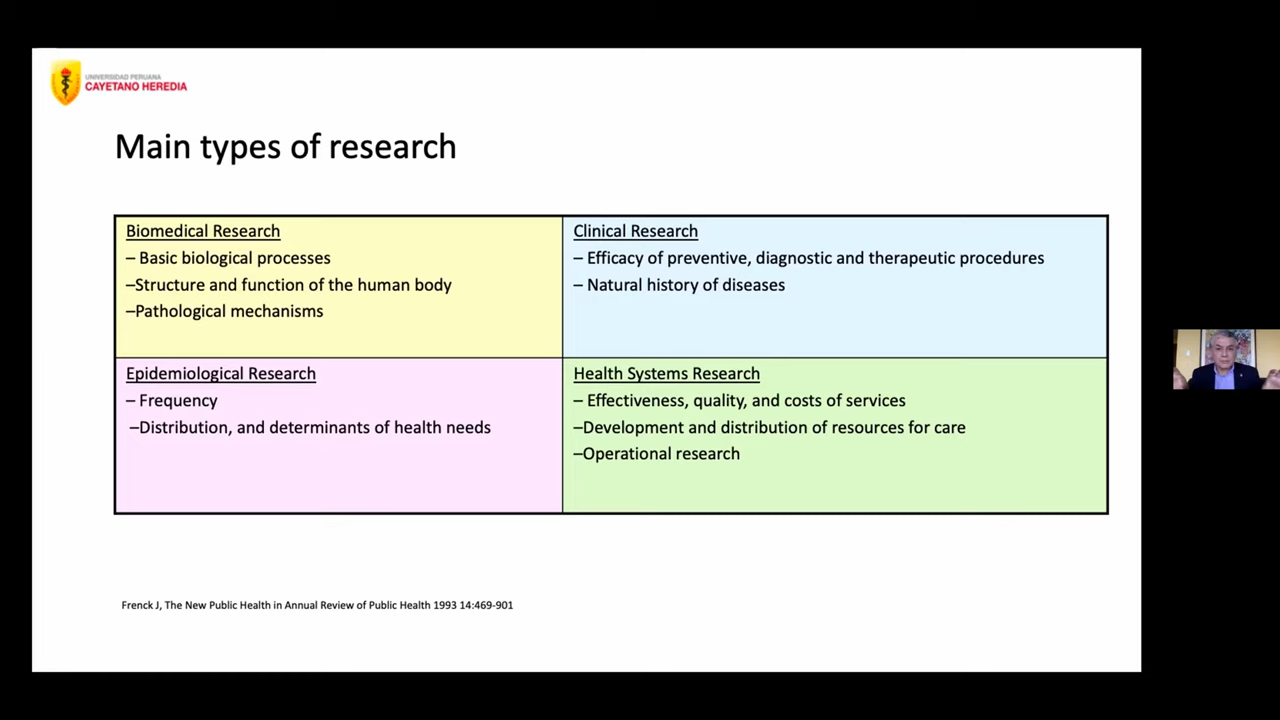 UNIVERSIDAD PERUANA
CAYETANO HEREDIA
Main types of research
Biomedical Research
– Basic biological processes
–Structure and function of the human body
–Pathological mechanisms
Clinical Research
– Efficacy of preventive, diagnostic and therapeutic procedures
– Natural history of diseases
Epidemiological Research
– Frequency
–Distribution, and determinants of health needs
Health Systems Research
– Effectiveness, quality, and costs of services
–Development and distribution of resources for care
–Operational research
Frenck J, The New Public Health in Annual Review of Public Health 1993 14:469-901